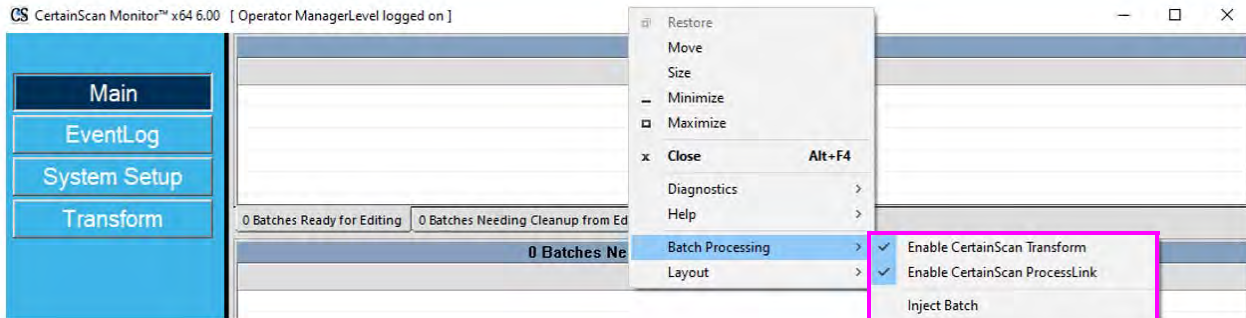 CS CertainScan Monitor™ x64 6.00 [ Operator ManagerLevel logged on ]
Main
EventLog
System Setup
Transform
0 Batches Ready for Editing
0 Batches Needing Cleanup from Ed
0 Batches Ne
Restore
Move
Size
Minimize
Maximize
x Close Alt+F4
Diagnostics
Help
Batch Processing
Layout
Enable CertainScan Transform
Enable CertainScan ProcessLink
Inject Batch